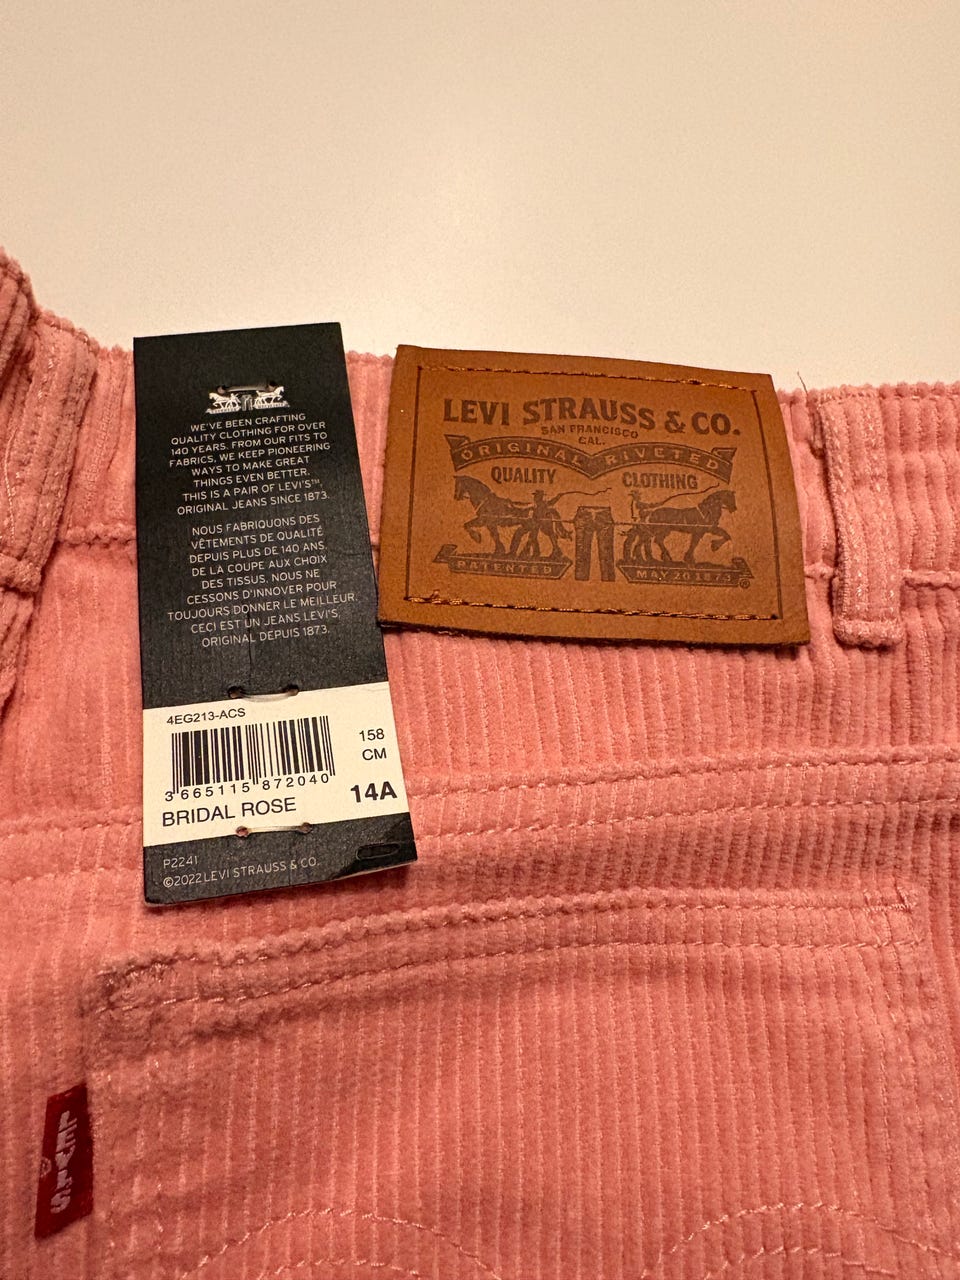 WE'VE BEEN CRAFTING
QUALITY CLOTHING FOR OVER
140 YEARS. FROM OUR FITS TO
FABRICS, WE KEEP PIONEERING
WAYS TO MAKE GREAT
THINGS EVEN BETTER.
THIS IS A PAIR OF LEVI'S™,
ORIGINAL JEANS SINCE 1873.
NOUS FABRIQUONS DES
VÊTEMENTS DE QUALITÉ
DEPUIS PLUS DE 140 ANS.
DE LA COUPE AUX CHOIX
DES TISSUS, NOUS NE
CESSONS D'INNOVER POUR
TOUJOURS DONNER LE MEILLEUR.
CECI EST UN JEANS LEVI'S,
ORIGINAL DEPUIS 1873.
4EG213-ACS
158
CM
3 665115 872040
14A
BRIDAL ROSE
P2241
©2022 LEVI STRAUSS & CO.
LEVI STRAUSS & CO.
SAN FRANCISCO
CAL.
ORIGINAL RIVETED
QUALITY CLOTHING
PATENTED MAY 20 1873
®
LEVI'S